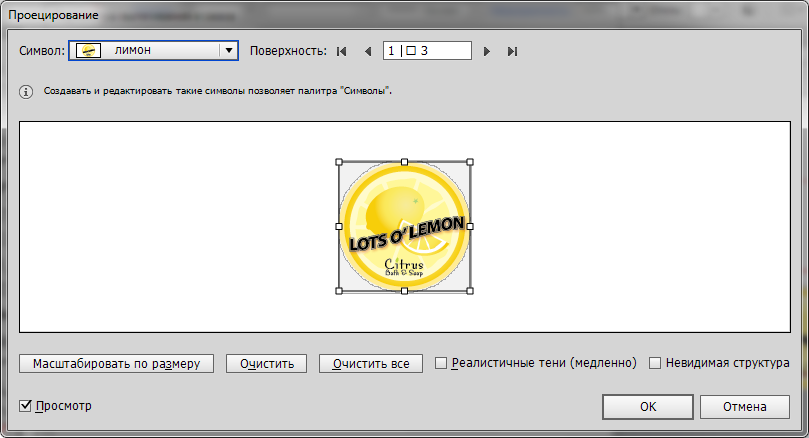 Проецирование
Символ: лимон Поверхность: 1 | 3
Создавать и редактировать такие символы позволяет палитра "Символы".
LOTS O'LEMON
Citrus
Bath & Soap
Масштабировать по размеру Очистить Очистить все Реалистичные тени (медленно) Невидимая структура
Просмотр OK Отмена